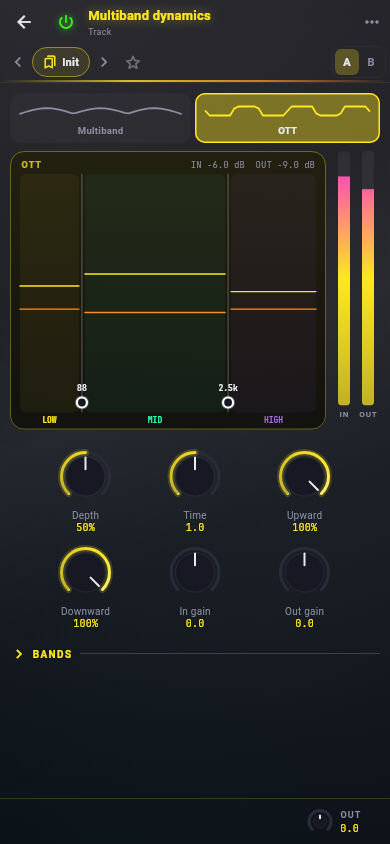 Multiband dynamics
Track
Init
A B
Multiband
OTT
OTT IN -6.0 dB OUT -9.0 dB
88 2.5k
LOW MID HIGH
IN OUT
Depth Time Upward
50% 1.0 100%
Downward In gain Out gain
100% 0.0 0.0
BANDS
OUT
0.0